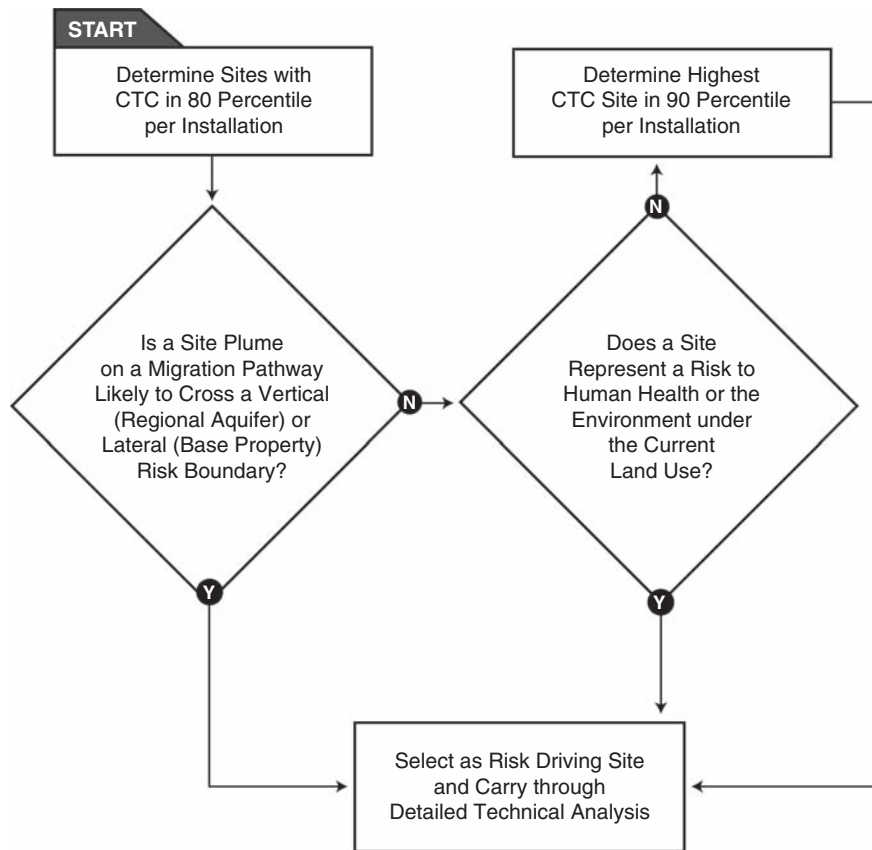 START
Determine Sites with
CTC in 80 Percentile
per Installation
Is a Site Plume
on a Migration Pathway
Likely to Cross a Vertical
(Regional Aquifer) or
Lateral (Base Property)
Risk Boundary?
N
Y
Determine Highest
CTC Site in 90 Percentile
per Installation
N
Does a Site
Represent a Risk to
Human Health or the
Environment under
the Current
Land Use?
Y
Select as Risk Driving Site
and Carry through
Detailed Technical Analysis